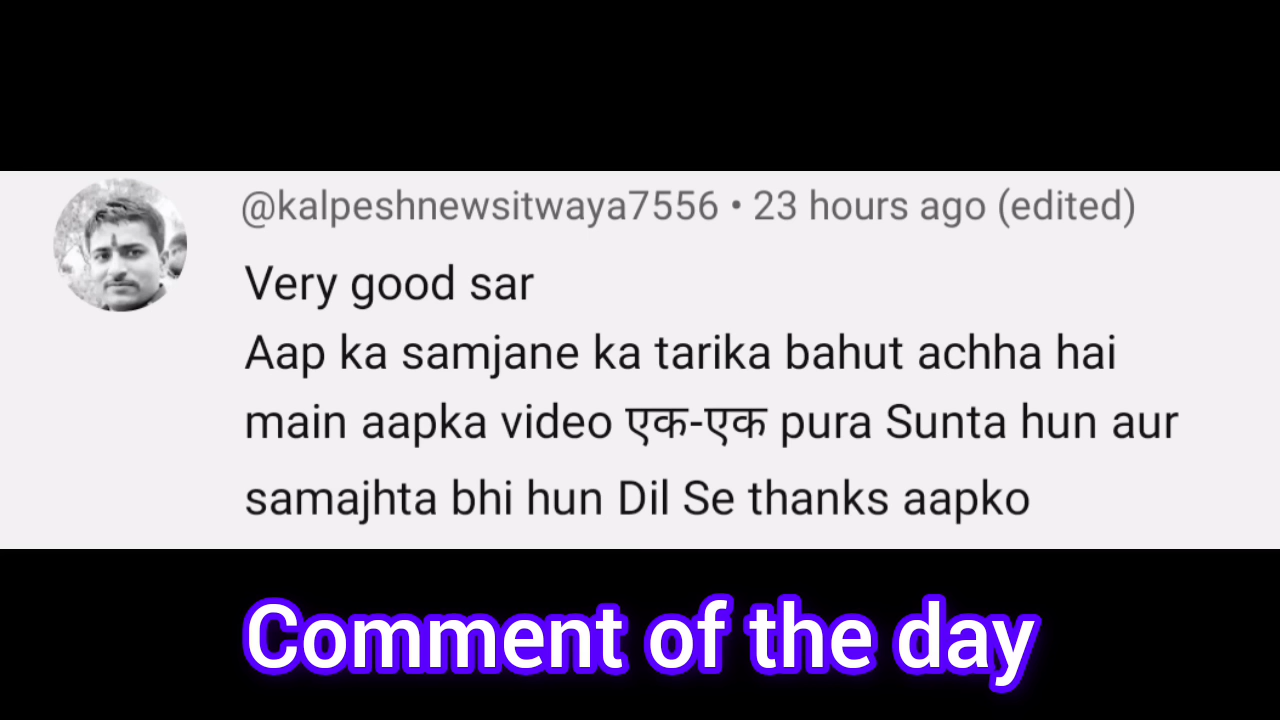 @kalpeshnewsitwaya7556 • 23 hours ago (edited)
Very good sar
Aap ka samjane ka tarika bahut achha hai
main aapka video एक-एक pura Sunta hun aur
samajhta bhi hun Dil Se thanks aapko
Comment of the day